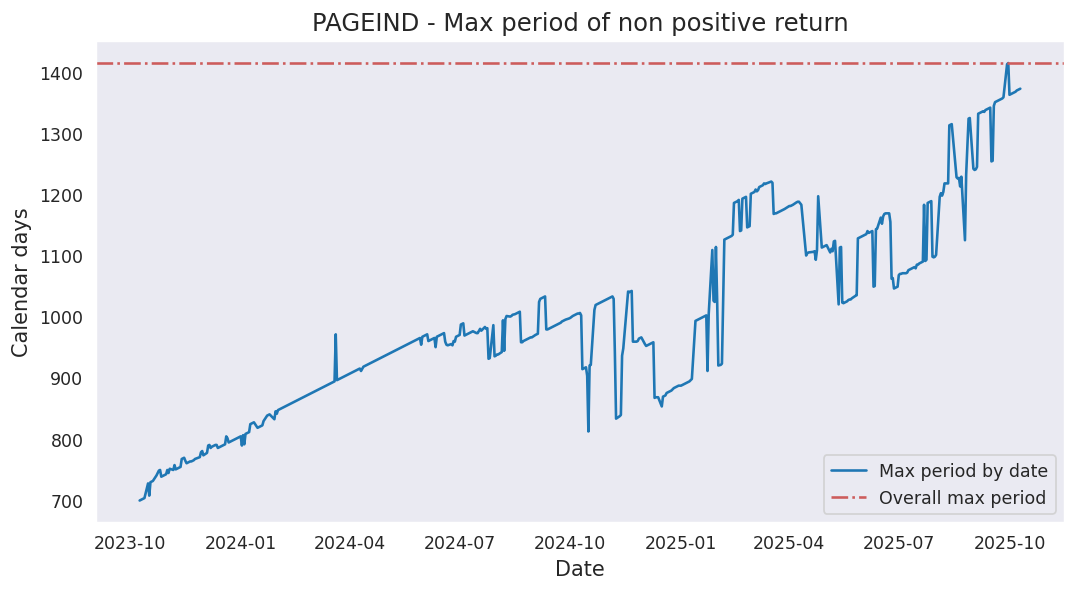 PAGEIND - Max period of non positive return
Calendar days
1400
1300
1200
1100
1000
900
800
700
2023-10 2024-01 2024-04 2024-07 2024-10 2025-01 2025-04 2025-07 2025-10
Date
Max period by date
Overall max period